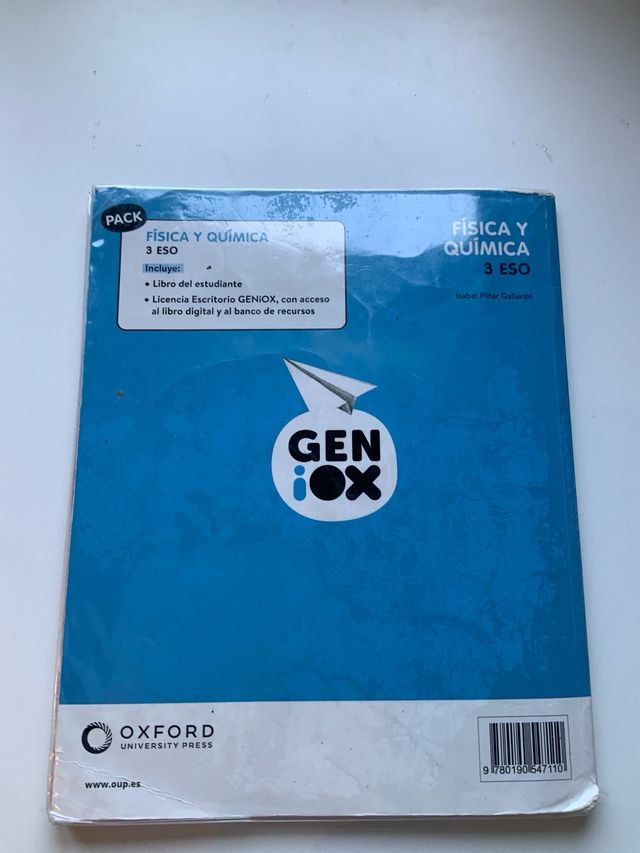 PACK
FÍSICA Y QUÍMICA
3 ESO
Incluye:
• Libro del estudiante
• Licencia Escritorio GENiOX, con acceso
al libro digital y al banco de recursos
FÍSICA Y
QUÍMICA
3 ESO
Isabel Piñar Gallardo
GEN
iOX
OXFORD
UNIVERSITY PRESS
www.oup.es
9 780190 547110